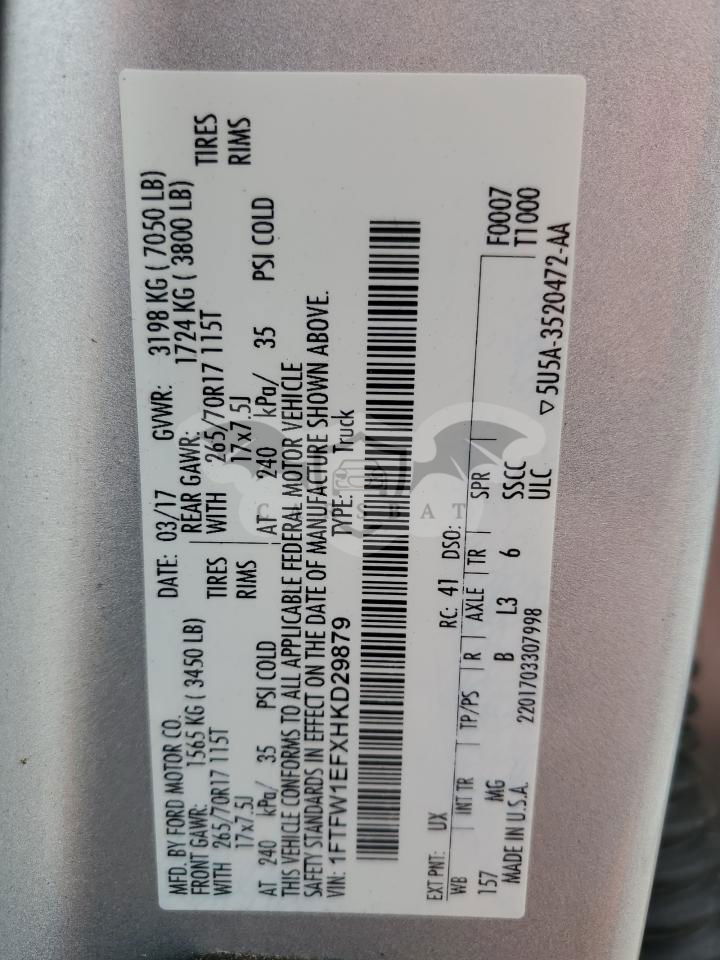 MFD. BY FORD MOTOR CO. DATE: 03/17 GVWR: 3198 KG ( 7050 LB)
FRONT GAWR: 1565 KG ( 3450 LB) REAR GAWR: 1724 KG ( 3800 LB)
WITH 265/70R17 115T TIRES WITH 265/70R17 115T TIRES
17x7.5J RIMS 17x7.5J RIMS
AT 240 kPa/ 35 PSI COLD AT 240 kPa/ 35 PSI COLD
THIS VEHICLE CONFORMS TO ALL APPLICABLE FEDERAL MOTOR VEHICLE
SAFETY STANDARDS IN EFFECT ON THE DATE OF MANUFACTURE SHOWN ABOVE.
VIN: 1FTFW1EFXHKD29879 TYPE: Truck
EXT PNT: UX RC: 41 DSO:
WB INT TR TP/PS R AXLE TR SPR F0007
157 MG B L3 6 SSCC T1000
MADE IN U.S.A. 2201703307998 ULC
▽ 5U5A-3520472-AA